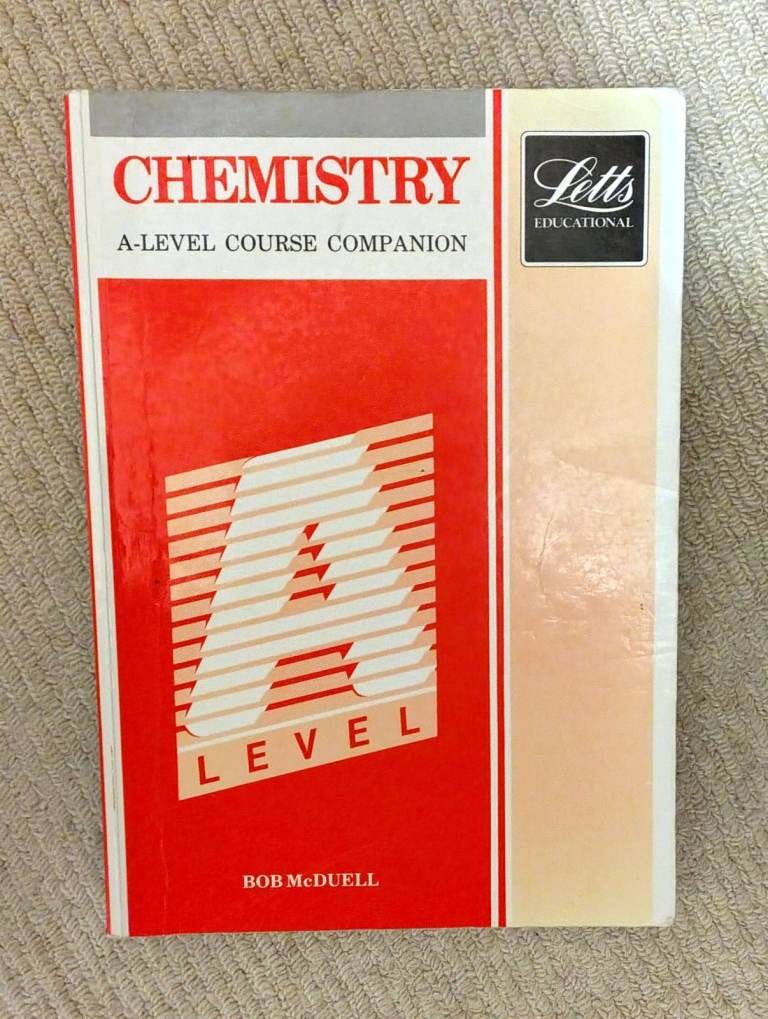 CHEMISTRY
A-LEVEL COURSE COMPANION
Letts
EDUCATIONAL
A
LEVEL
BOB McDUELL